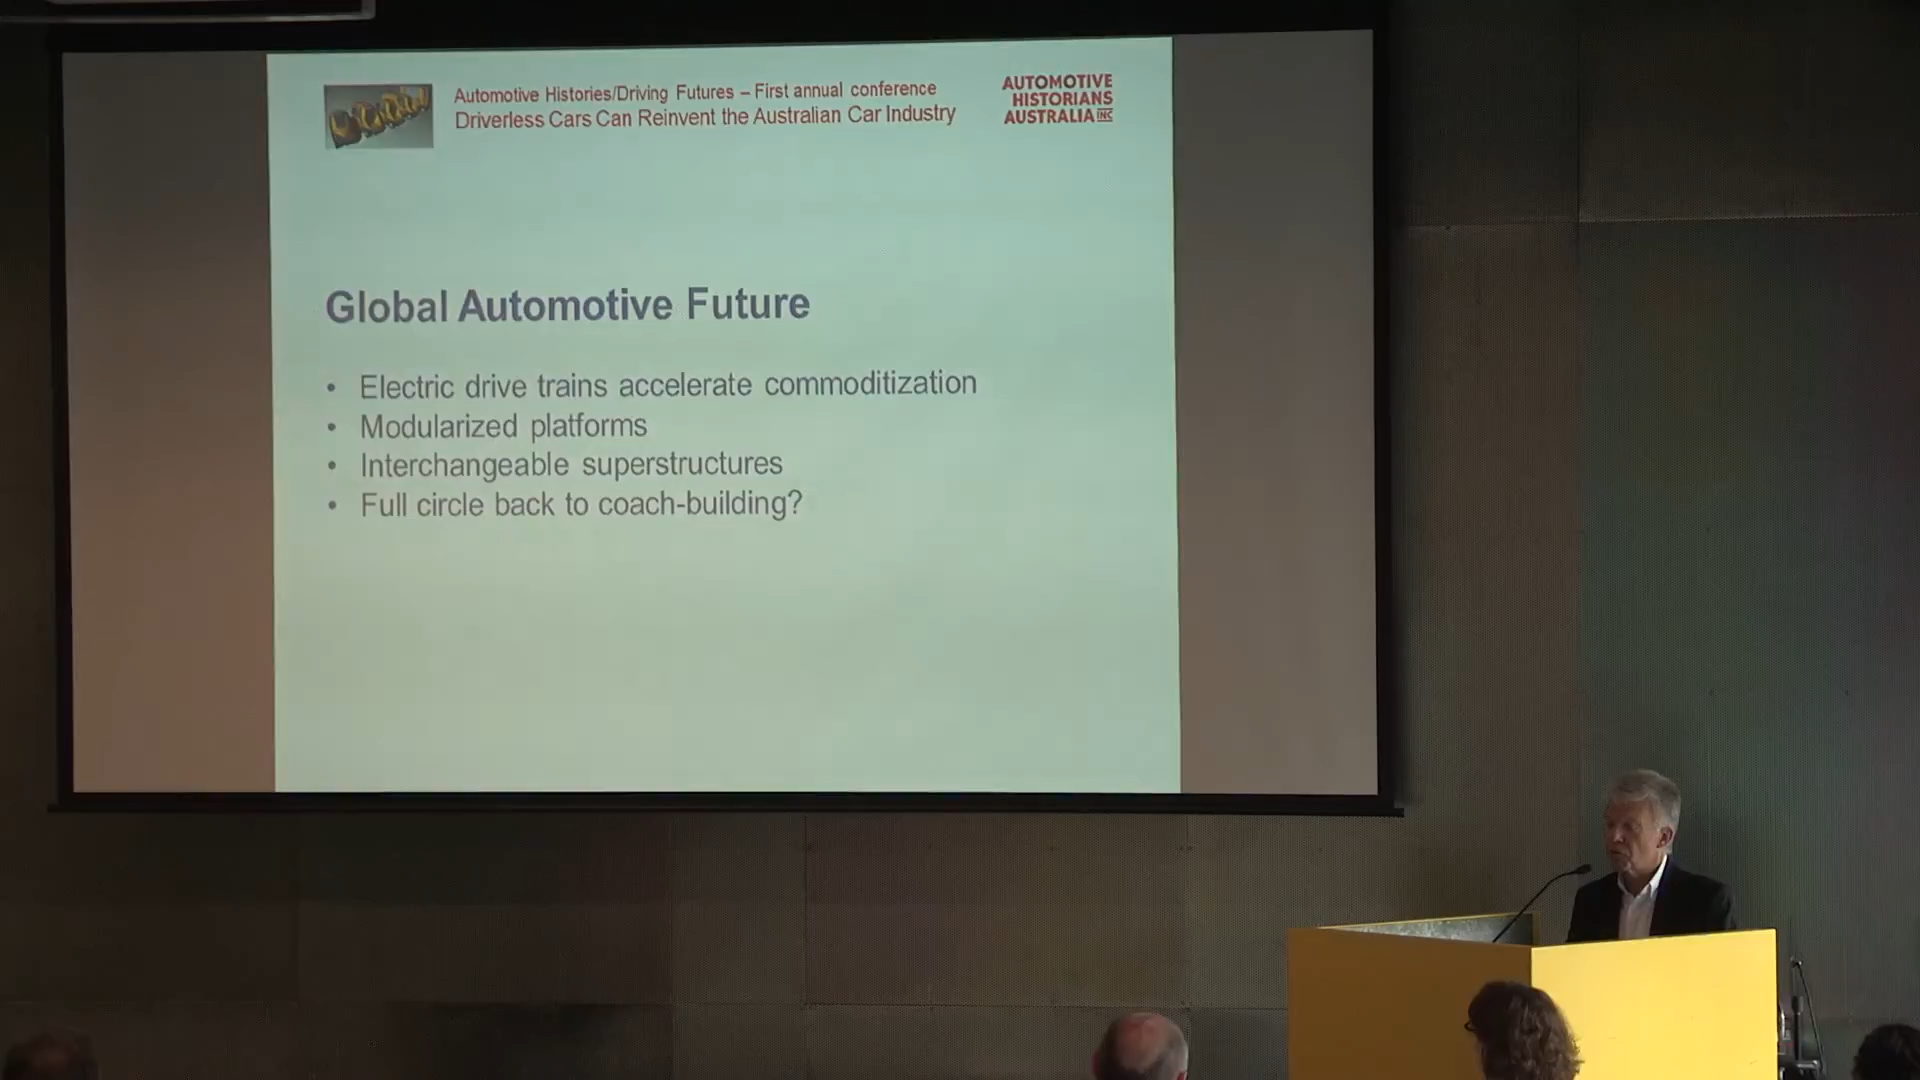 Automotive Histories/Driving Futures – First annual conference
Driverless Cars Can Reinvent the Australian Car Industry
AUTOMOTIVE
HISTORIANS
AUSTRALIA INC
Global Automotive Future
• Electric drive trains accelerate commoditization
• Modularized platforms
• Interchangeable superstructures
• Full circle back to coach-building?